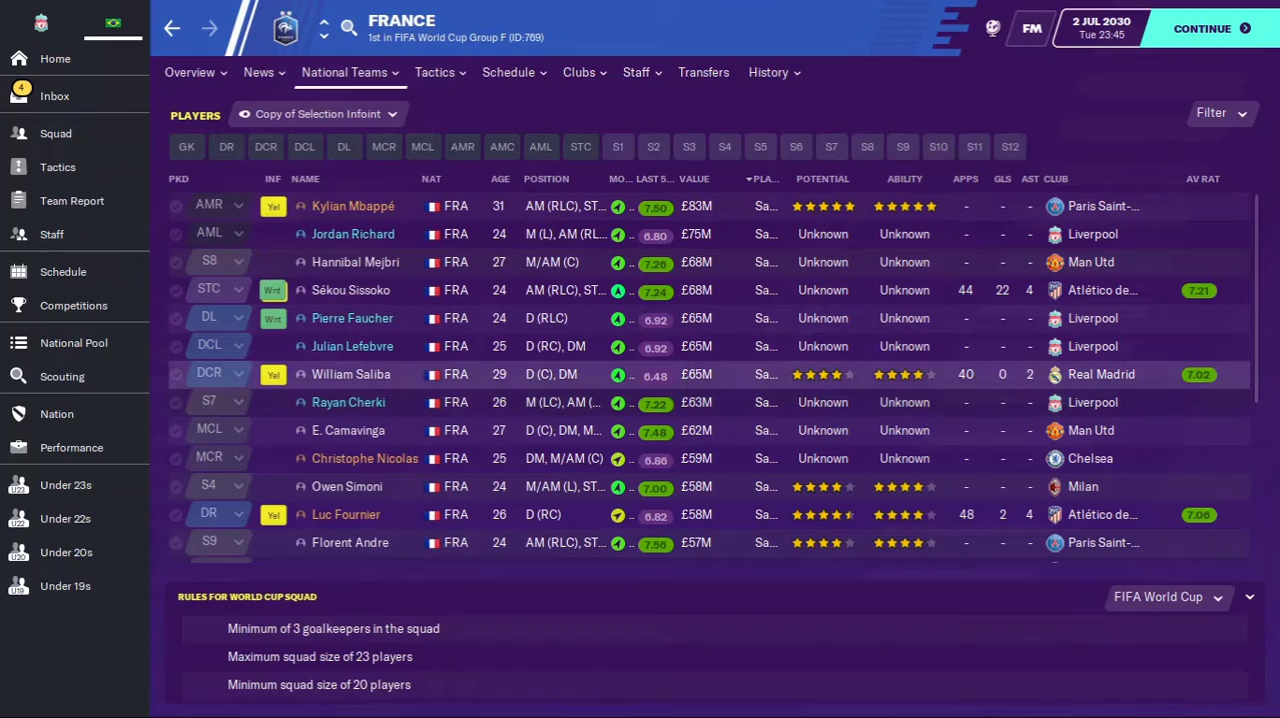 FRANCE
1st in FIFA World Cup Group F (ID:769)
FM
2 JUL 2030
Tue 23:45
CONTINUE
Home
4
Inbox
Squad
Tactics
Team Report
Staff
Schedule
Competitions
National Pool
Scouting
Nation
Performance
U23 Under 23s
U22 Under 22s
U20 Under 20s
U19 Under 19s
Overview News National Teams Tactics Schedule Clubs Staff Transfers History
PLAYERS Copy of Selection Infoint Filter
GK DR DCR DCL DL MCR MCL AMR AMC AML STC S1 S2 S3 S4 S5 S6 S7 S8 S9 S10 S11 S12
PKD INF NAME NAT AGE POSITION MO... LAST 5... VALUE PLA... POTENTIAL ABILITY APPS GLS AST CLUB AV RAT
AMR Yel Kylian Mbappé FRA 31 AM (RLC), ST... .. 7.50 £83M Sa... - - - Paris Saint-...
AML Jordan Richard FRA 24 M (L), AM (RL... .. 6.80 £75M Sa... Unknown Unknown - - - Liverpool
S8 Hannibal Mejbri FRA 27 M/AM (C) .. 7.26 £68M Sa... Unknown Unknown - - - Man Utd
STC Wnt Sékou Sissoko FRA 24 AM (RL), ST... .. 7.24 £68M Sa... Unknown Unknown 44 22 4 Atlético de... 7.21
DL Wnt Pierre Faucher FRA 24 D (RLC) .. 6.92 £65M Sa... Unknown Unknown - - - Liverpool
DCL Julian Lefebvre FRA 25 D (RC), DM .. 6.92 £65M Sa... Unknown Unknown - - - Liverpool
DCR Yel William Saliba FRA 29 D (C), DM .. 6.48 £65M Sa... 40 0 2 Real Madrid 7.02
S7 Rayan Cherki FRA 26 M (LC), AM (... .. 7.22 £63M Sa... Unknown Unknown - - - Liverpool
MCL E. Camavinga FRA 27 D (C), DM, M... .. 7.48 £62M Sa... Unknown Unknown - - - Man Utd
MCR Christophe Nicolas FRA 25 DM, M/AM (C) .. 6.86 £59M Sa... Unknown Unknown - - - Chelsea
S4 Owen Simoni FRA 24 M/AM (L), ST... .. 7.00 £58M Sa... - - - Milan
DR Yel Luc Fournier FRA 26 D (RC) .. 6.82 £58M Sa... 48 2 4 Atlético de... 7.06
S9 Florent Andre FRA 24 AM (RLC), ST... .. 7.56 £57M Sa... - - - Paris Saint-...
RULES FOR WORLD CUP SQUAD FIFA World Cup
Minimum of 3 goalkeepers in the squad
Maximum squad size of 23 players
Minimum squad size of 20 players